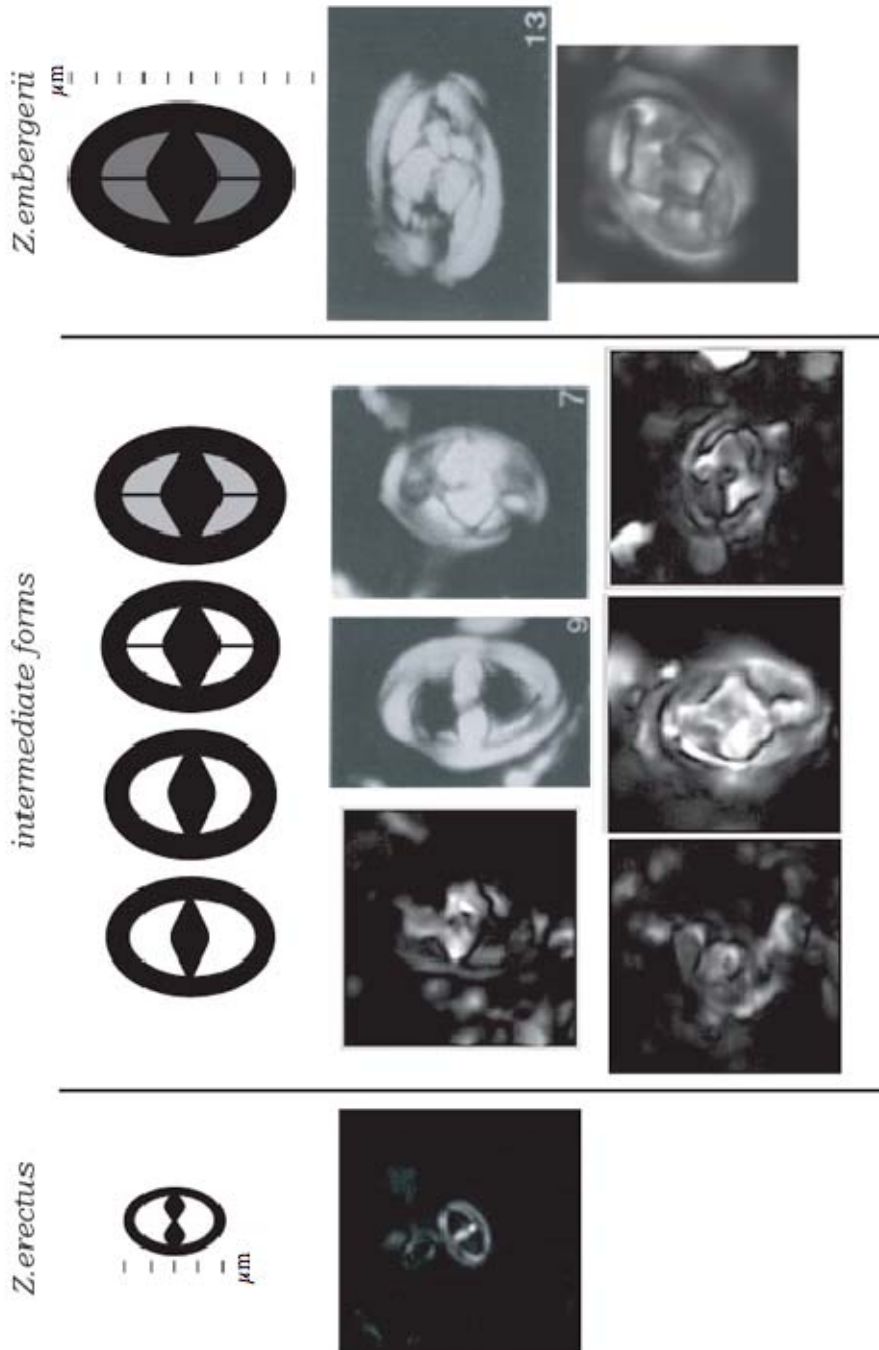 Z.erectus
intermediate forms
Z.embergerii
μm
μm
9
7
13